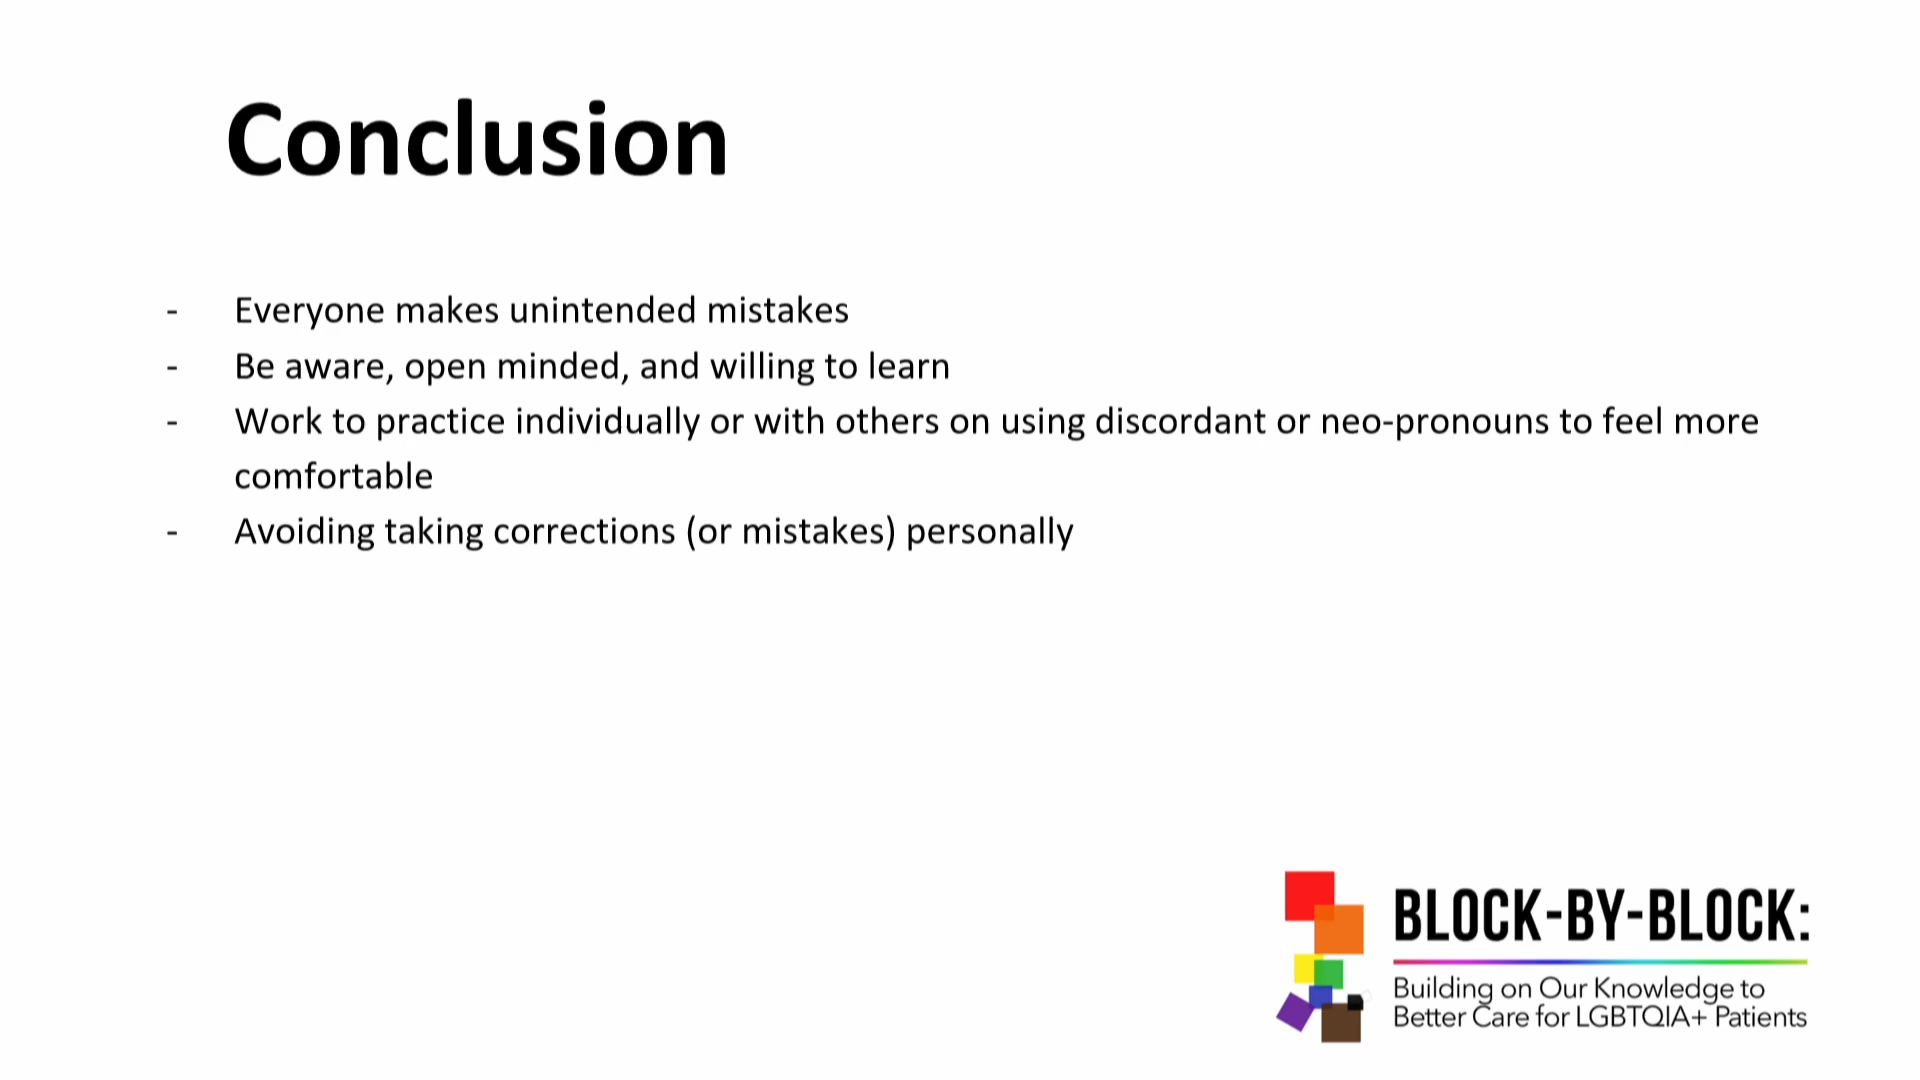 Conclusion
- Everyone makes unintended mistakes
- Be aware, open minded, and willing to learn
- Work to practice individually or with others on using discordant or neo-pronouns to feel more
comfortable
- Avoiding taking corrections (or mistakes) personally
BLOCK-BY-BLOCK:
Building on Our Knowledge to
Better Care for LGBTQIA+ Patients